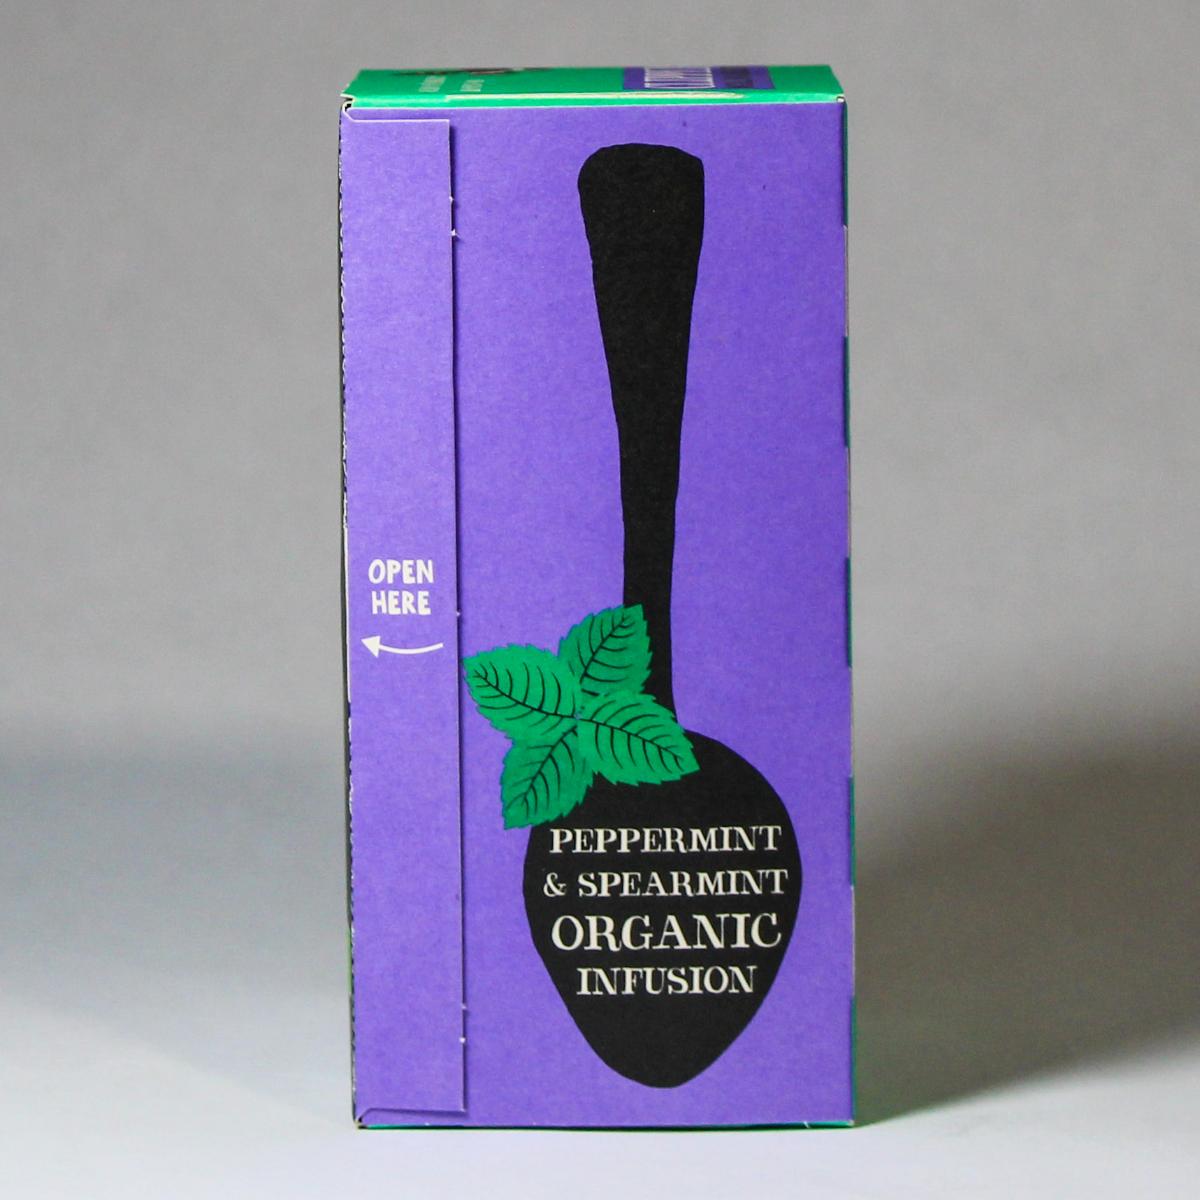 OPEN
HERE
PEPPERMINT
& SPEARMINT
ORGANIC
INFUSION